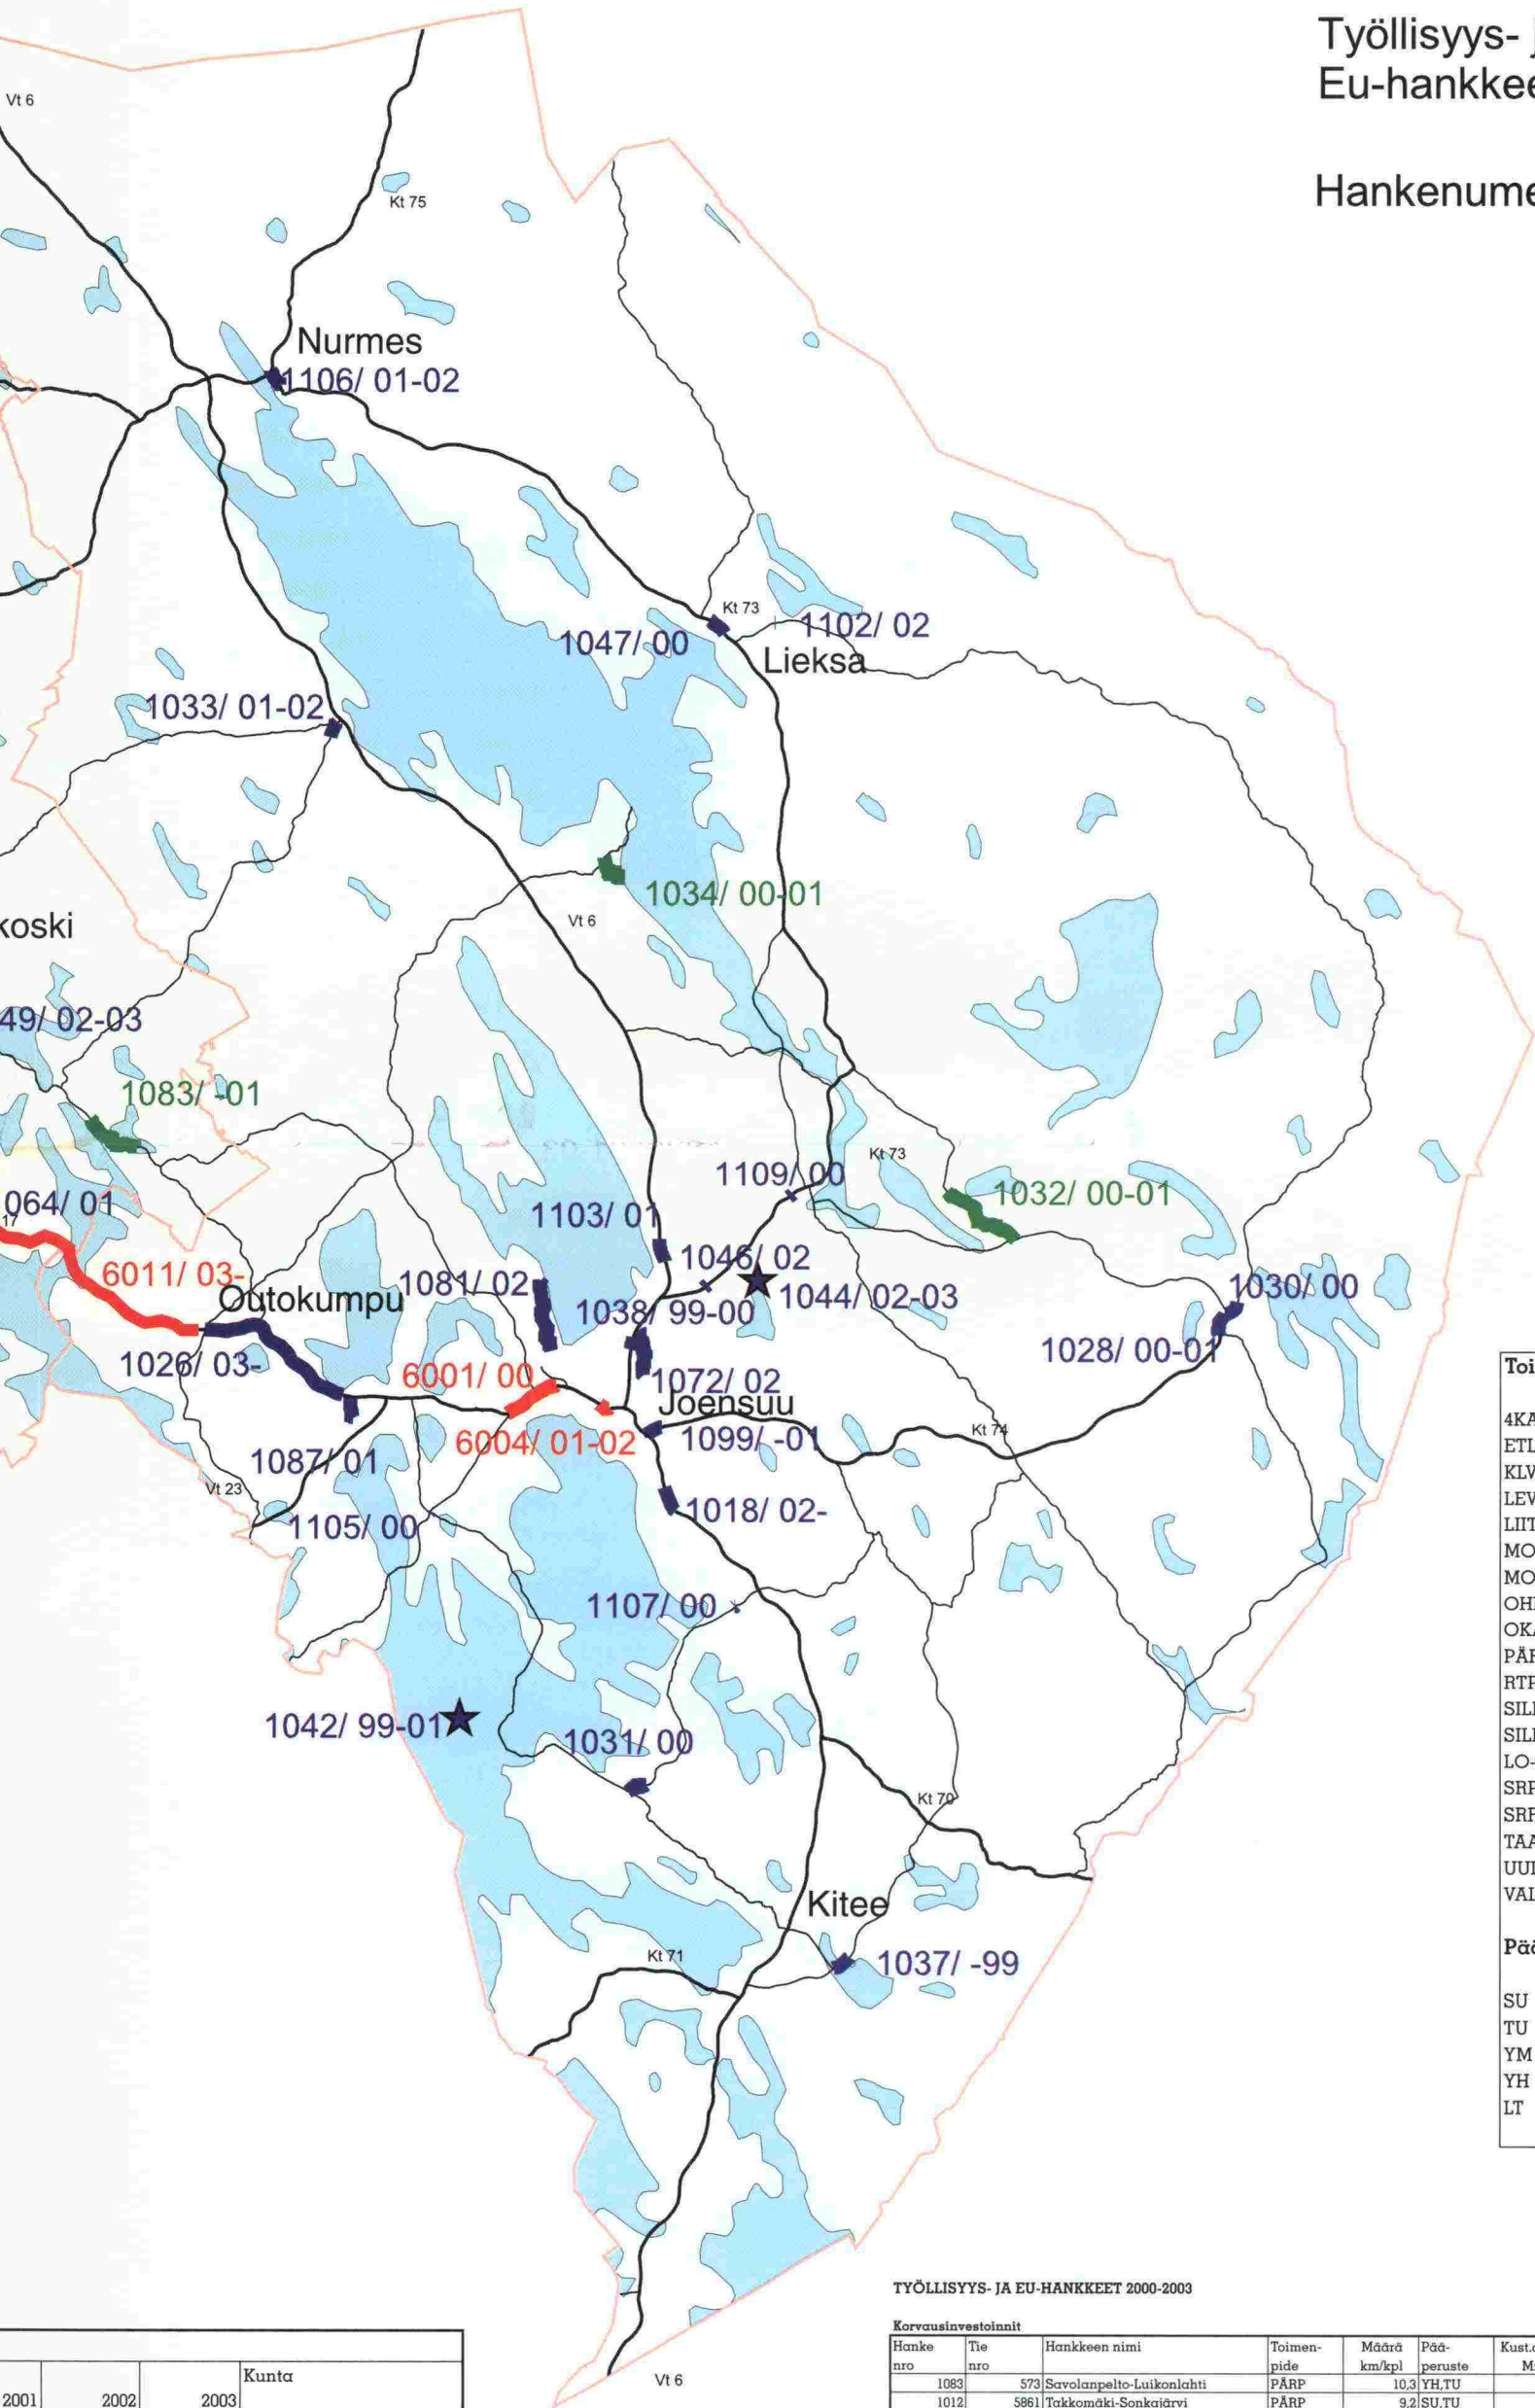 Työllisyys-
Eu-hankkee
Hankenume
Vt 6
Kt 75
Nurmes
1106/ 01-02
Kt 73
1102/ 02
1047/ 00
Lieksa
1033/ 01-02
1034/ 00-01
Vt 6
koski
49/ 02-03
1083/ -01
Kt 73
1109/ 00
1032/ 00-01
064/ 01
17
1103/ 01
1046/ 02
6011/ 03-
1081/ 02
1044/ 02-03
1030/ 00
Outokumpu
1038/ 99-00
1026/ 03-
1028/ 00-01
6001/ 00
1072/ 02
Joensuu
6004/ 01-02
1099/ -01
Kt 74
1087/ 01
Vt 23
1018/ 02-
1105/ 00
1107/ 00
1042/ 99-01
1031/ 00
Kt 70
Kitee
Kt 71
1037/ -99
Vt 6
Toi
4KA
ETL
KLV
LEV
LIIT
MO
MO
OKA
PÄR
RTP
LO-
SRP
TAA
VAL
Pää
SU
TU
YM
YH
LT
TYÖLLISYYS- JA EU-HANKKEET 2000-2003
Korvausinvestoinnit
Hanke nro Tie nro Hankkeen nimi Toimen- pide Määrä km/kpl Pää- peruste Kust.
1083 573 Savolanpelto-Luikonlahti PÄRP 10,3 YH,TU
1012 5861 Takkomäki-Sonkajärvi PÄRP 9,2 SU,TU
Kunta
2001 2002 2003